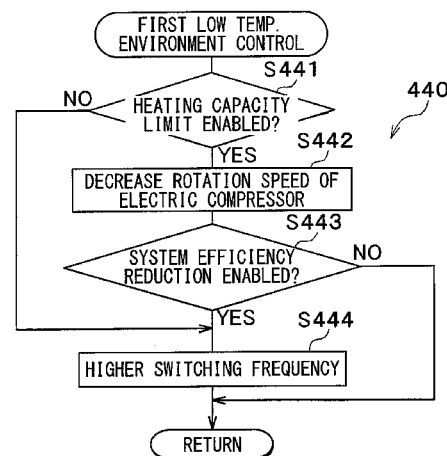 FIRST LOW TEMP.
ENVIRONMENT CONTROL
S441
NO
HEATING CAPACITY
LIMIT ENABLED?
440
YES
S442
DECREASE ROTATION SPEED OF
ELECTRIC COMPRESSOR
S443
SYSTEM EFFICIENCY
REDUCTION ENABLED?
NO
YES
S444
HIGHER SWITCHING FREQUENCY
RETURN